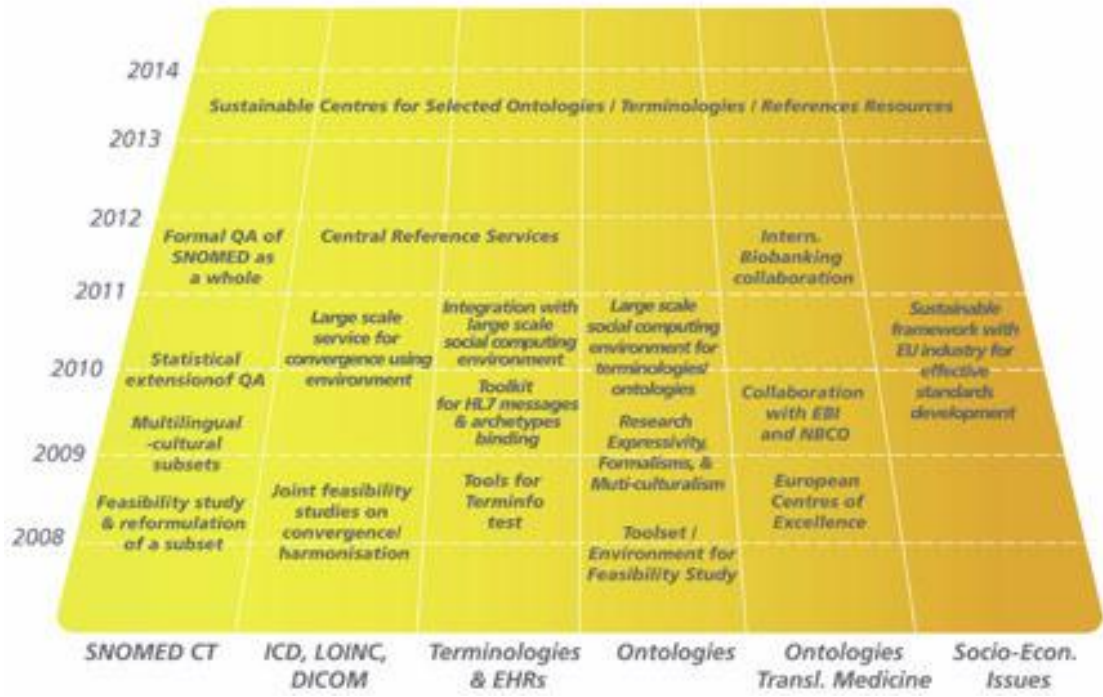 2014
Sustainable Centres for Selected Ontologies / Terminologies / References Resources
2013
2012
Formal QA of
SNOMED as
a whole
Central Reference Services
Intern.
Biobanking
collaboration
2011
Large scale
service for
convergence using
environment
Integration with
large scale
social computing
environment
Large scale
social computing
environment for
terminologies/
ontologies
Sustainable
framework with
EU industry for
effective
standards
development
2010
Statistical
extensionof QA
Toolkit
for HL7 messages
& archetypes
binding
Collaboration
with EBI
and NBCO
Multilingual
-cultural
subsets
Research
Expressivity,
Formalisms, &
Muti-culturalism
2009
Feasibility study
& reformulation
of a subset
Joint feasibility
studies on
convergence/
harmonisation
Tools for
Terminfo
test
European
Centres of
Excellence
2008
Toolset /
Environment for
Feasibility Study
SNOMED CT
ICD, LOINC,
DICOM
Terminologies
& EHRs
Ontologies
Ontologies
Transl. Medicine
Socio-Econ.
Issues